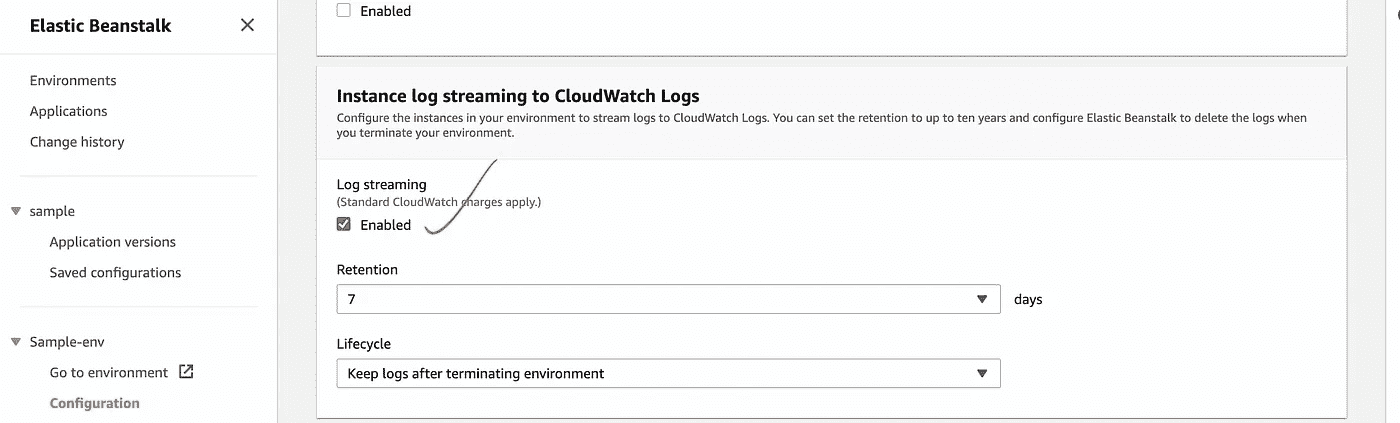 Elastic Beanstalk
Environments
Applications
Change history
sample
Application versions
Saved configurations
Sample-env
Go to environment
Configuration
Enabled
Instance log streaming to CloudWatch Logs
Configure the instances in your environment to stream logs to CloudWatch Logs. You can set the retention to up to ten years and configure Elastic Beanstalk to delete the logs when
you terminate your environment.
Log streaming
(Standard CloudWatch charges apply.)
Enabled
Retention
7 days
Lifecycle
Keep logs after terminating environment